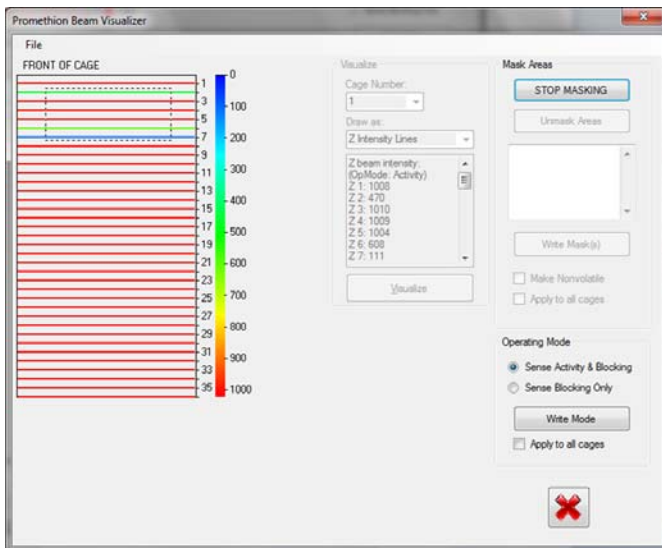 Promethion Beam Visualizer
File
FRONT OF CAGE
1
3
5
7
9
11
13
15
17
19
21
23
25
27
29
31
33
35
0
100
200
300
400
500
600
700
800
900
1000
Visualize
Cage Number:
1
Draw as:
Z Intensity Lines
Z beam intensity:
(OpMode: Activity)
Z 1: 1008
Z 2: 470
Z 3: 1010
Z 4: 1009
Z 5: 1004
Z 6: 608
Z 7: 111
Visualize
Mask Areas
STOP MASKING
Unmask Areas
Write Mask(s)
Make Nonvolatile
Apply to all cages
Operating Mode
Sense Activity & Blocking
Sense Blocking Only
Write Mode
Apply to all cages